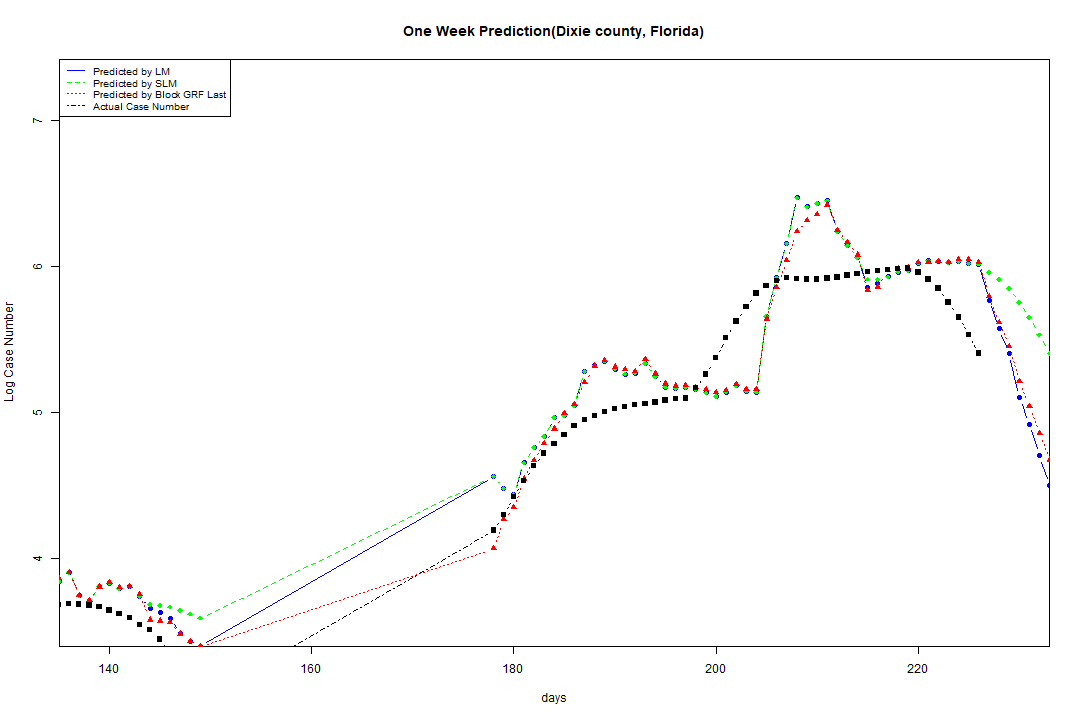 One Week Prediction(Dixie county, Florida)
Predicted by LM
Predicted by SLM
Predicted by Block GRF Last
Actual Case Number
7
6
5
4
Log Case Number
140 160 180 200 220
days